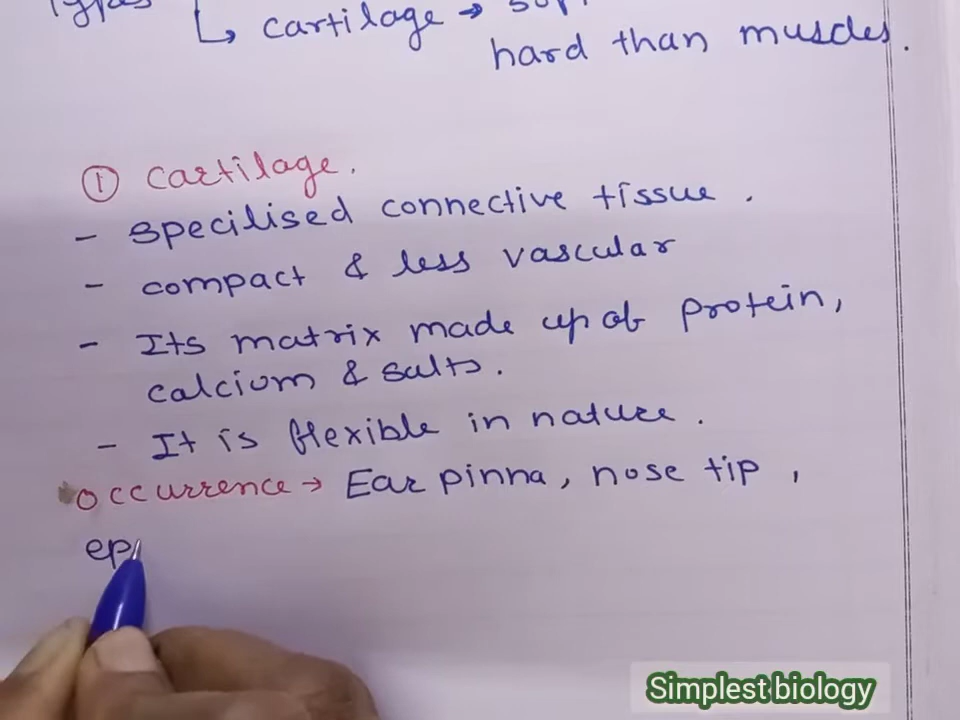 Types
↳ cartilage →
hard than muscles.
① Cartilage.
- Specilised connective tissue.
- compact & less vascular
- Its matrix made up of protein,
calcium & salts.
- It is flexible in nature.
Occurrence → Ear pinna, nose tip,
ep
Simplest biology